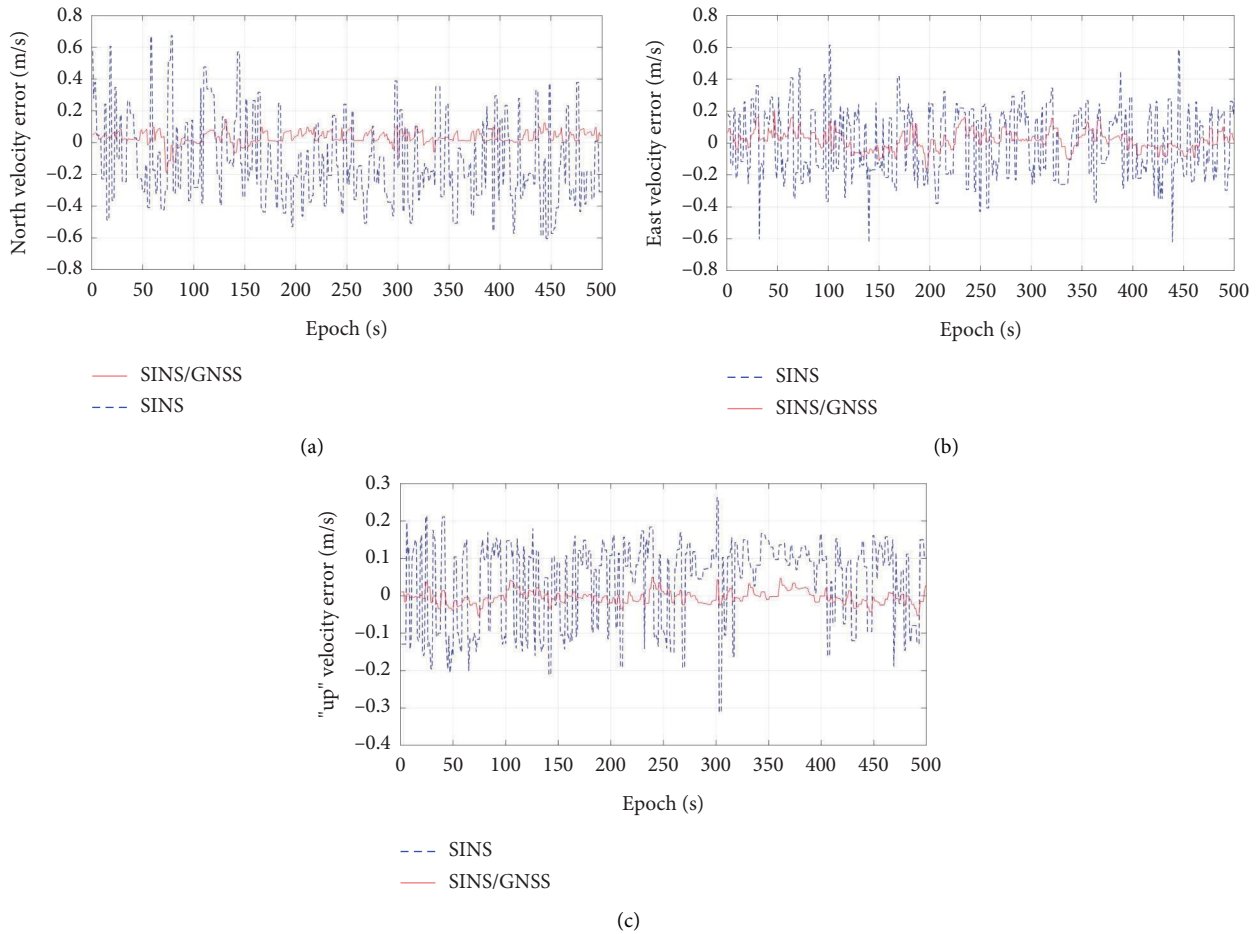 North velocity error (m/s)
0.8
0.6
0.4
0.2
0
−0.2
−0.4
−0.6
−0.8
0 50 100 150 200 250 300 350 400 450 500
Epoch (s)
SINS/GNSS
SINS
(a)
East velocity error (m/s)
0.8
0.6
0.4
0.2
0
−0.2
−0.4
−0.6
−0.8
0 50 100 150 200 250 300 350 400 450 500
Epoch (s)
SINS
SINS/GNSS
(b)
"up" velocity error (m/s)
0.3
0.2
0.1
0
−0.1
−0.2
−0.3
−0.4
0 50 100 150 200 250 300 350 400 450 500
Epoch (s)
SINS
SINS/GNSS
(c)